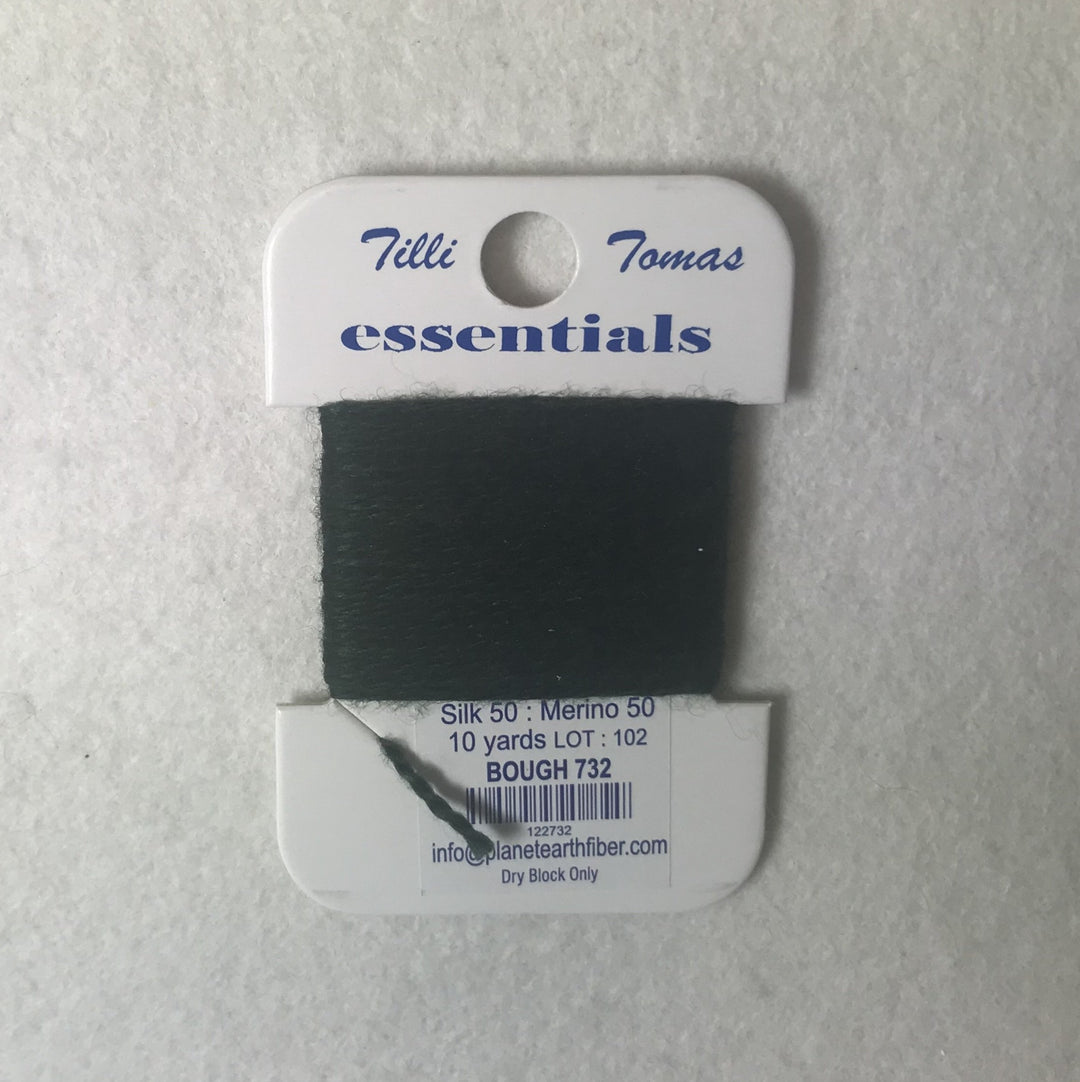 Tilli Tomas
essentials
Silk 50 : Merino 50
10 yards LOT : 102
BOUGH 732
122732
info@planetearthfiber.com
Dry Block Only